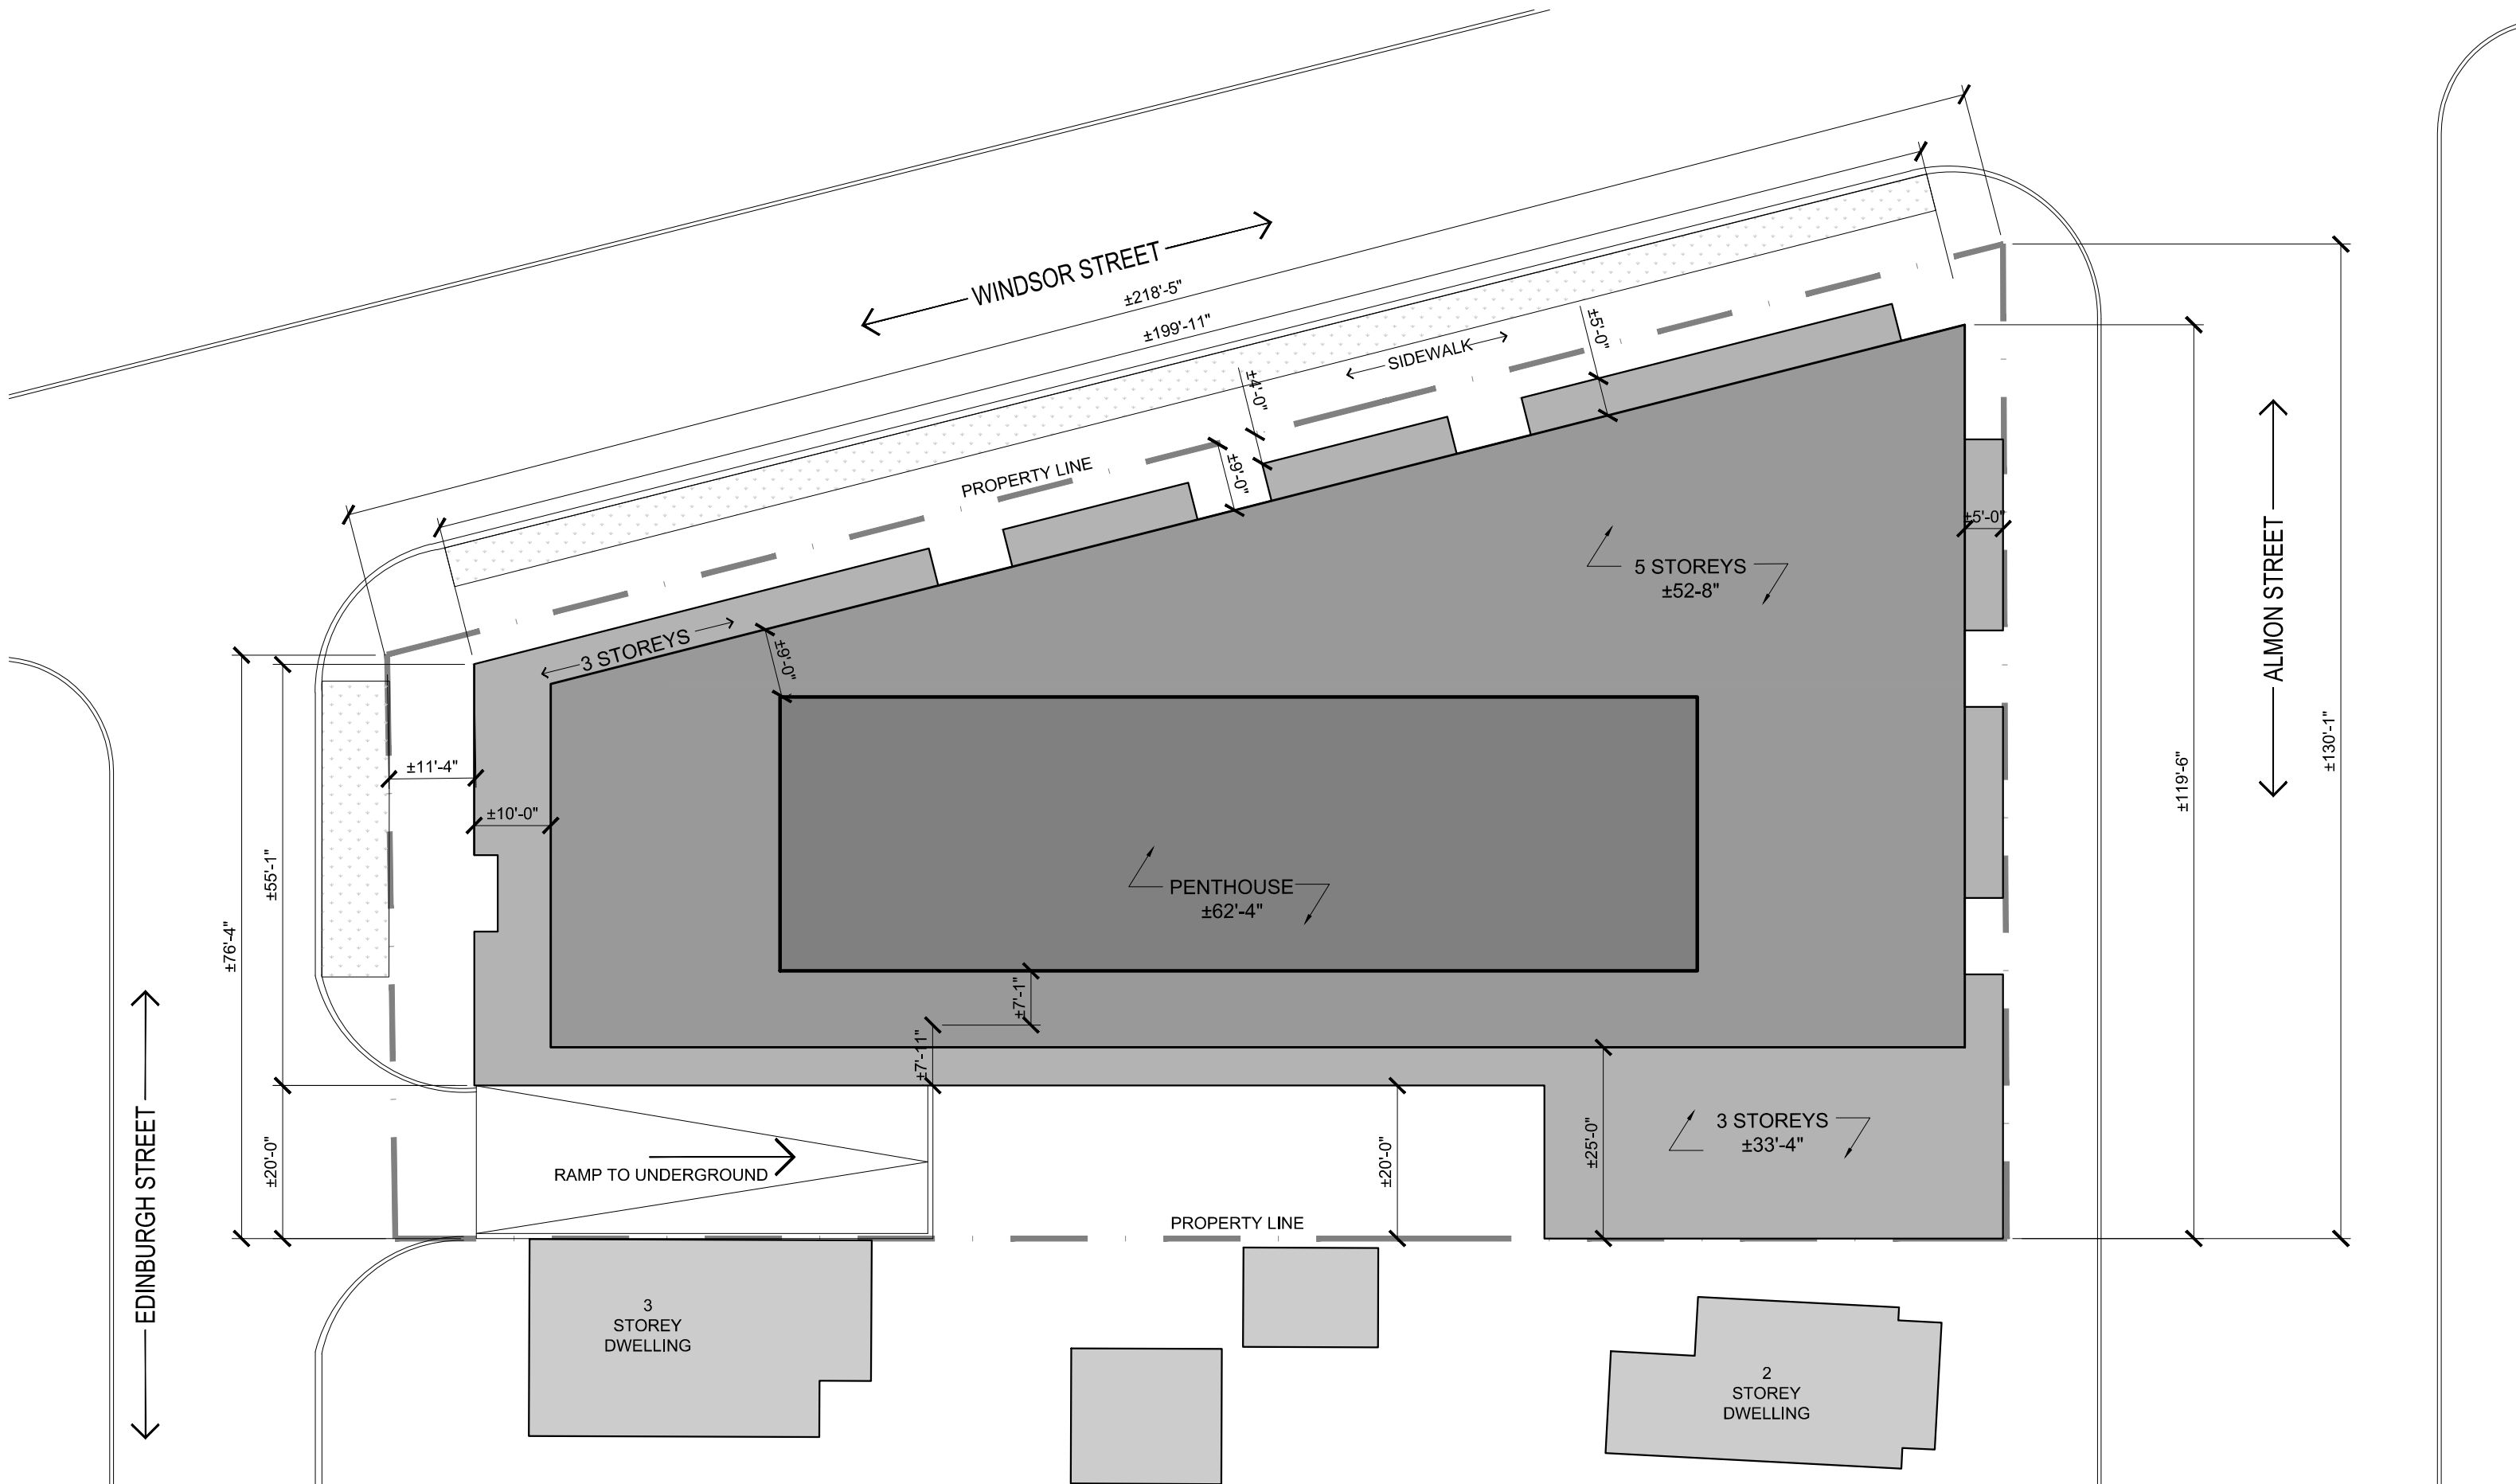 WINDSOR STREET
±218'-5"
±199'-11"
SIDEWALK
±5'-0"
±4'-0"
±9'-0"
PROPERTY LINE
3 STOREYS
±9'-0"
5 STOREYS
±52-8"
±5'-0"
ALMON STREET
±130'-1"
±119'-6"
±11'-4"
±10'-0"
±55'-1"
±76'-4"
PENTHOUSE
±62'-4"
±7'-1"
±7'-11"
±20'-0"
RAMP TO UNDERGROUND
±20'-0"
±25'-0"
3 STOREYS
±33'-4"
PROPERTY LINE
EDINBURGH STREET
3
STOREY
DWELLING
2
STOREY
DWELLING